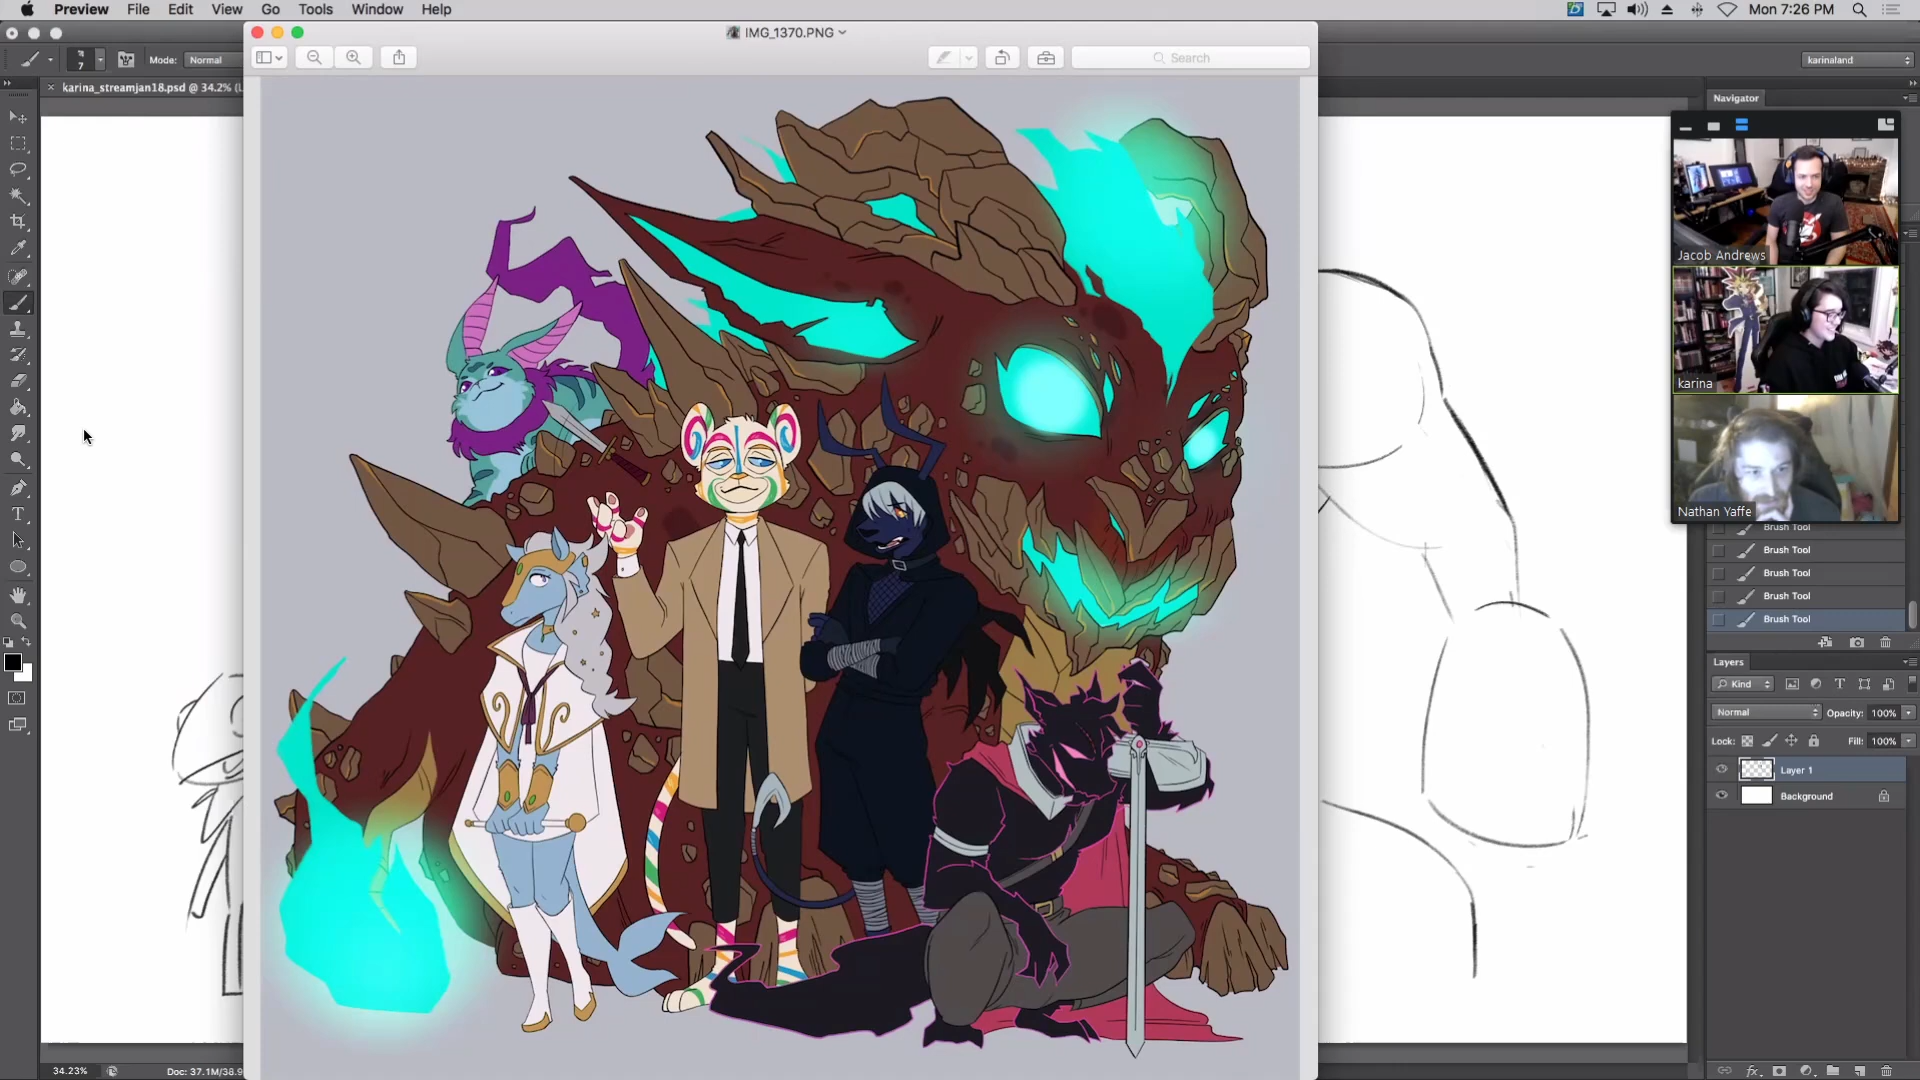 Preview File Edit View Go Tools Window Help
Mon 7:26 PM
IMG_1370.PNG
Search
7
Mode: Normal
karinaland
karina_streamjan18.psd @ 34.2% (L
Navigator
Jacob Andrews
karina
Nathan Yaffe
Brush Tool
Brush Tool
Brush Tool
Brush Tool
Brush Tool
Layers
Kind
Normal
Opacity: 100%
Lock:
Fill: 100%
Layer 1
Background
34.23%
Doc: 37.1M/38.9